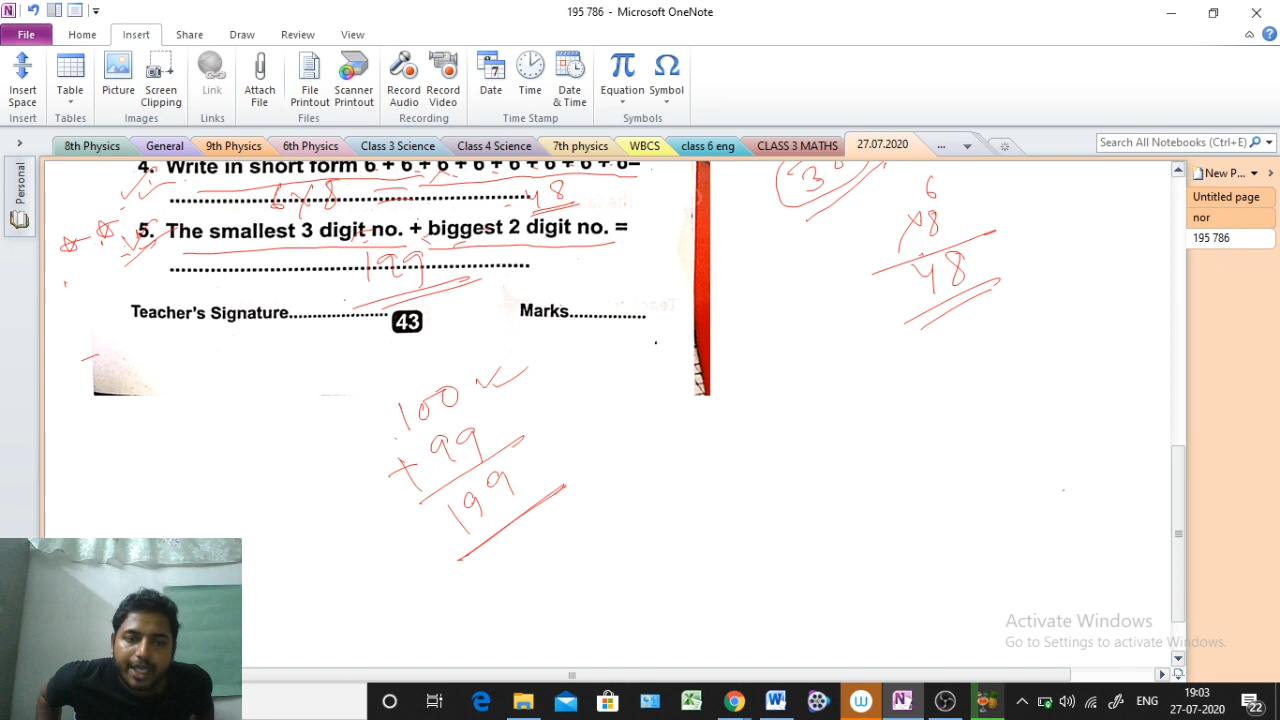 195 786 - Microsoft OneNote
File Home Insert Share Draw Review View
Insert Space Table Picture Screen Clipping Link Attach File File Printout Scanner Printout Record Audio Record Video Date Time Date & Time Equation Symbol
Insert Tables Images Links Files Recording Time Stamp Symbols
8th Physics General 9th Physics 6th Physics Class 3 Science Class 4 Science 7th physics WBCS class 6 eng CLASS 3 MATHS 27.07.2020 ... Search All Notebooks (Ctrl+E)
Personal
New P...
Untitled page
nor
195 786
4. Write in short form 6 + 6 + 6 + 6 + 6 + 6 + 6 + 6=
6 × 8 = 48
5. The smallest 3 digit no. + biggest 2 digit no. =
199
Teacher's Signature.................... 43 Marks...............
6
×8
48
100
+ 99
199
Activate Windows
Go to Settings to activate Windows.
ENG
19:03
27-07-2020
22